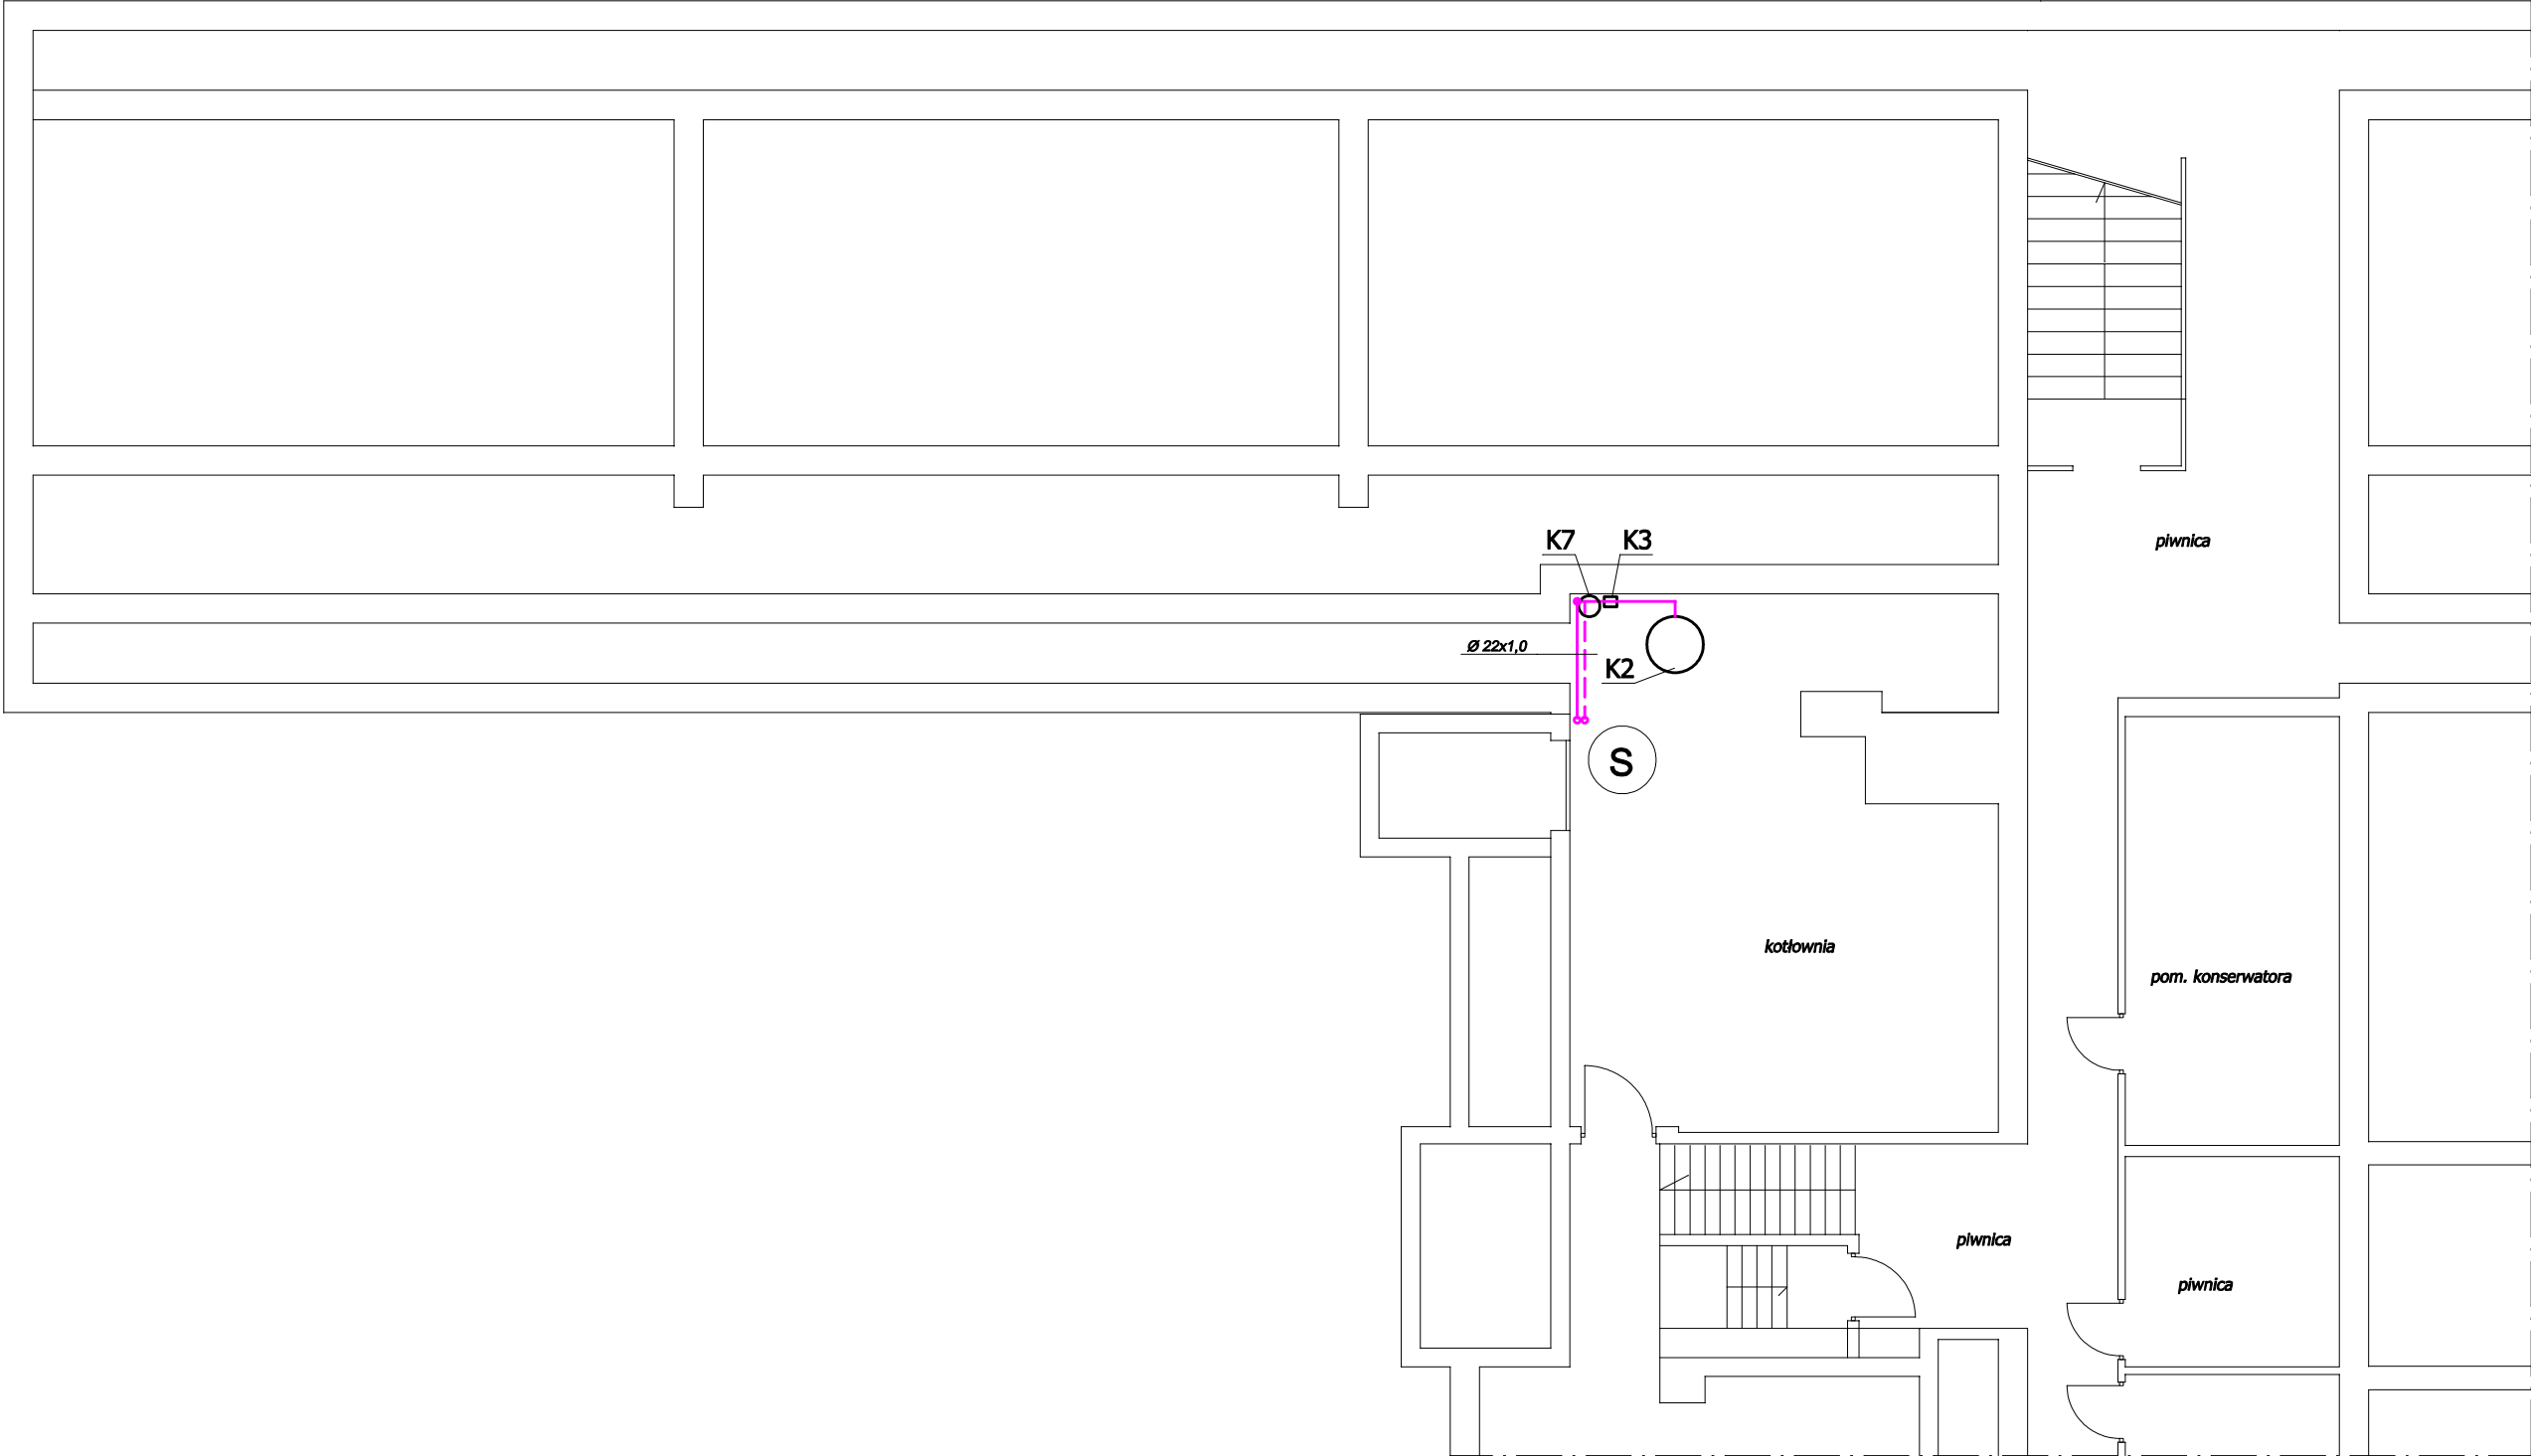 K7
K3
piwnica
Ø 22x1,0
K2
S
kotłownia
pom. konserwatora
piwnica
piwnica